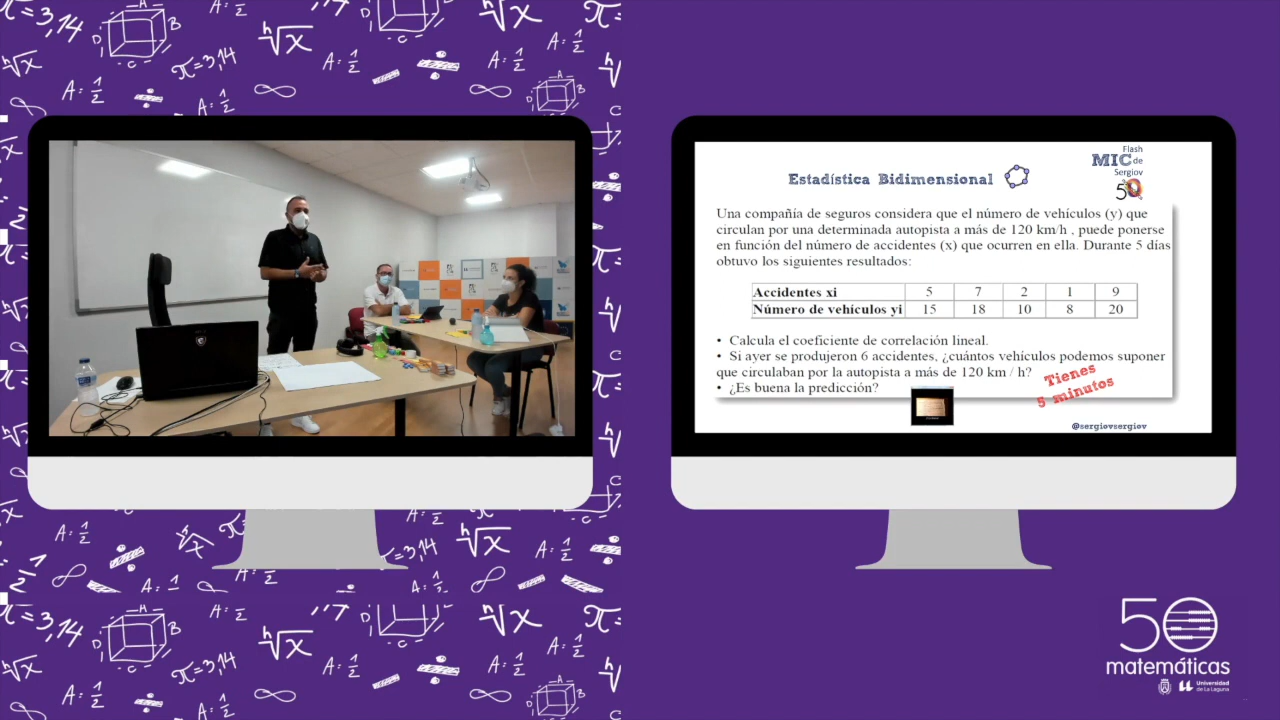 Flash
MIC de
Sergiov
50
Estadística Bidimensional
Una compañía de seguros considera que el número de vehículos (y) que
circulan por una determinada autopista a más de 120 km/h , puede ponerse
en función del número de accidentes (x) que ocurren en ella. Durante 5 días
obtuvo los siguientes resultados:
Accidentes xi 5 7 2 1 9
Número de vehículos yi 15 18 10 8 20
• Calcula el coeficiente de correlación lineal.
• Si ayer se produjeron 6 accidentes, ¿cuántos vehículos podemos suponer
que circulaban por la autopista a más de 120 km / h?
• ¿Es buena la predicción?
Tienes
5 minutos
@sergiovsergiov
50
matemáticas
Universidad
de La Laguna